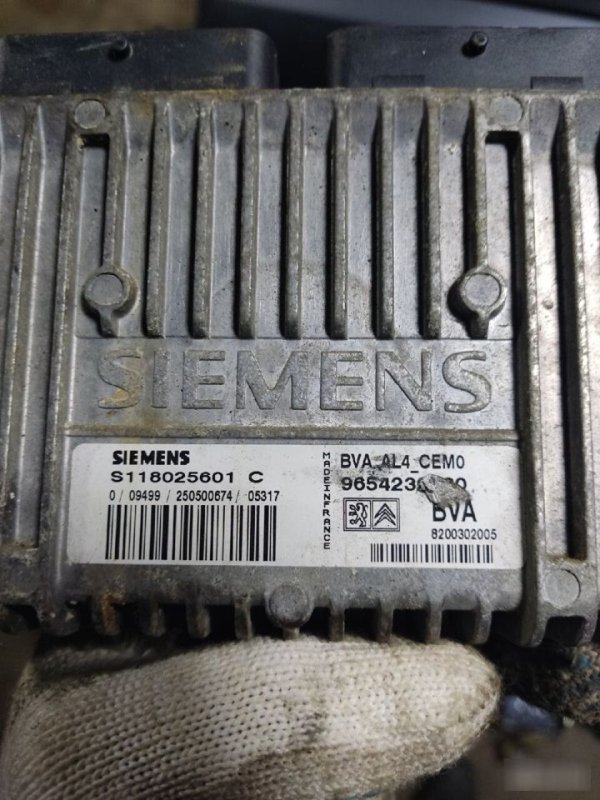 SIEMENS
SIEMENS
S118025601 C
0 / 09499 / 250500674 / 05317
MADE IN FRANCE
BVA_AL4_CEM0
BVA
8200302005